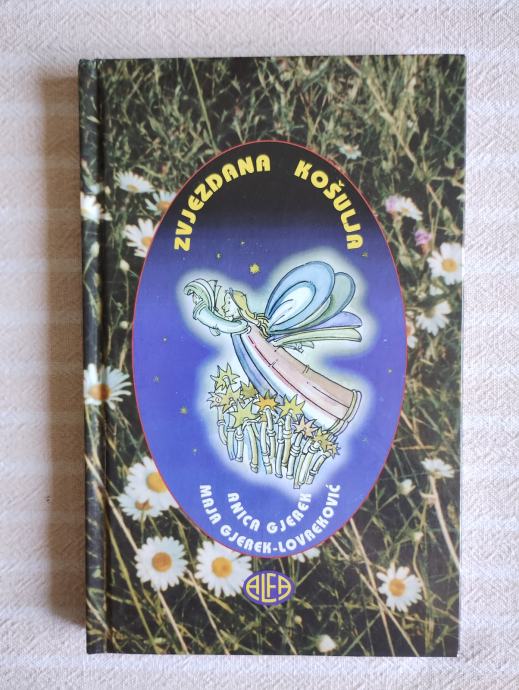 ZVJEZDANA KOŠULJA
ANICA GJEREK
MAJA GJEREK-LOVREKOVIĆ
ALFA